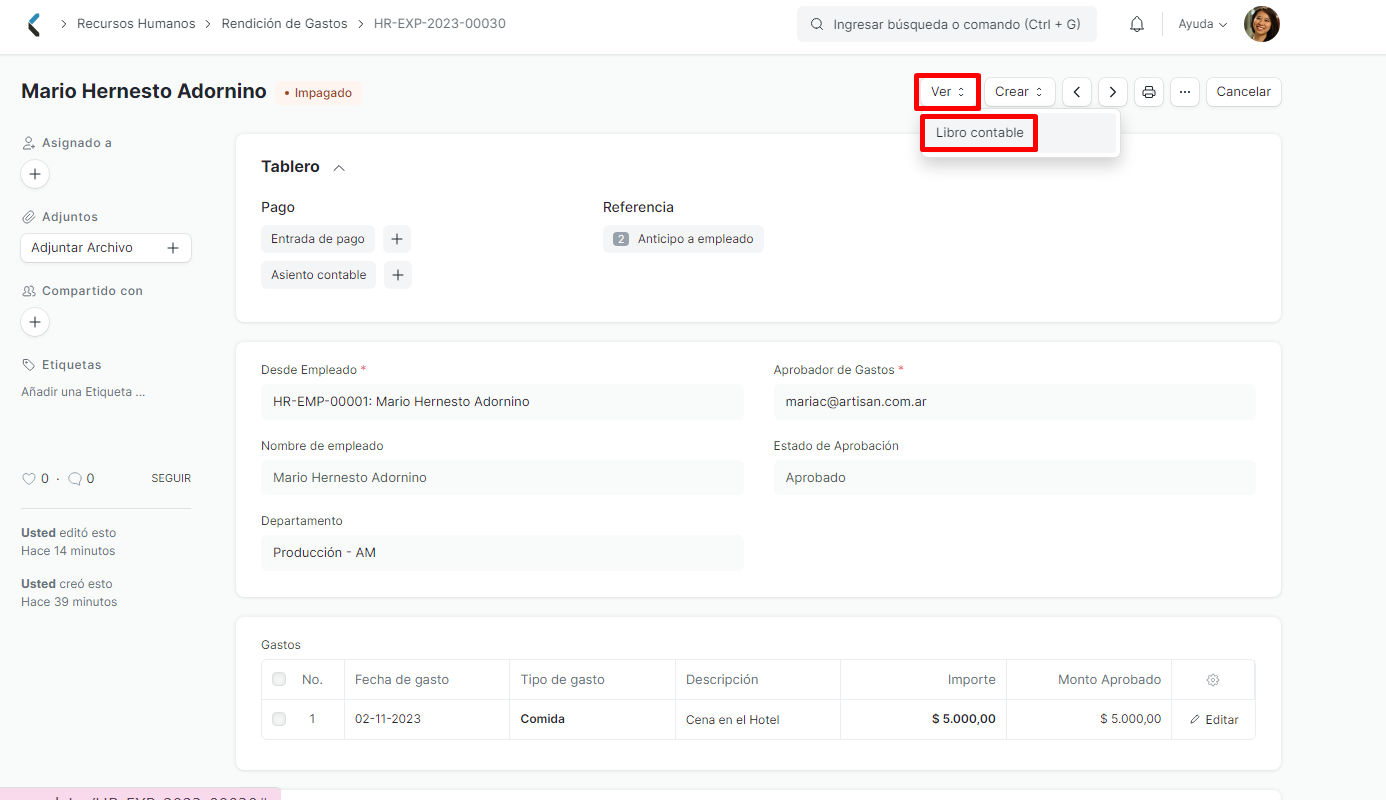 Recursos Humanos > Rendición de Gastos > HR-EXP-2023-00030
Ingresar búsqueda o comando (Ctrl + G)
Ayuda
Mario Hernesto Adornino
• Impagado
Ver
Crear
Cancelar
Libro contable
Asignado a
Adjuntos
Adjuntar Archivo
Compartido con
Etiquetas
Añadir una Etiqueta ...
0 · 0 SEGUIR
Usted editó esto
Hace 14 minutos
Usted creó esto
Hace 39 minutos
Tablero
Pago
Referencia
Entrada de pago
2 Anticipo a empleado
Asiento contable
Desde Empleado *
Aprobador de Gastos *
HR-EMP-00001: Mario Hernesto Adornino
mariac@artisan.com.ar
Nombre de empleado
Estado de Aprobación
Mario Hernesto Adornino
Aprobado
Departamento
Producción - AM
Gastos
No. Fecha de gasto Tipo de gasto Descripción Importe Monto Aprobado
1 02-11-2023 Comida Cena en el Hotel $ 5.000,00 $ 5.000,00 Editar